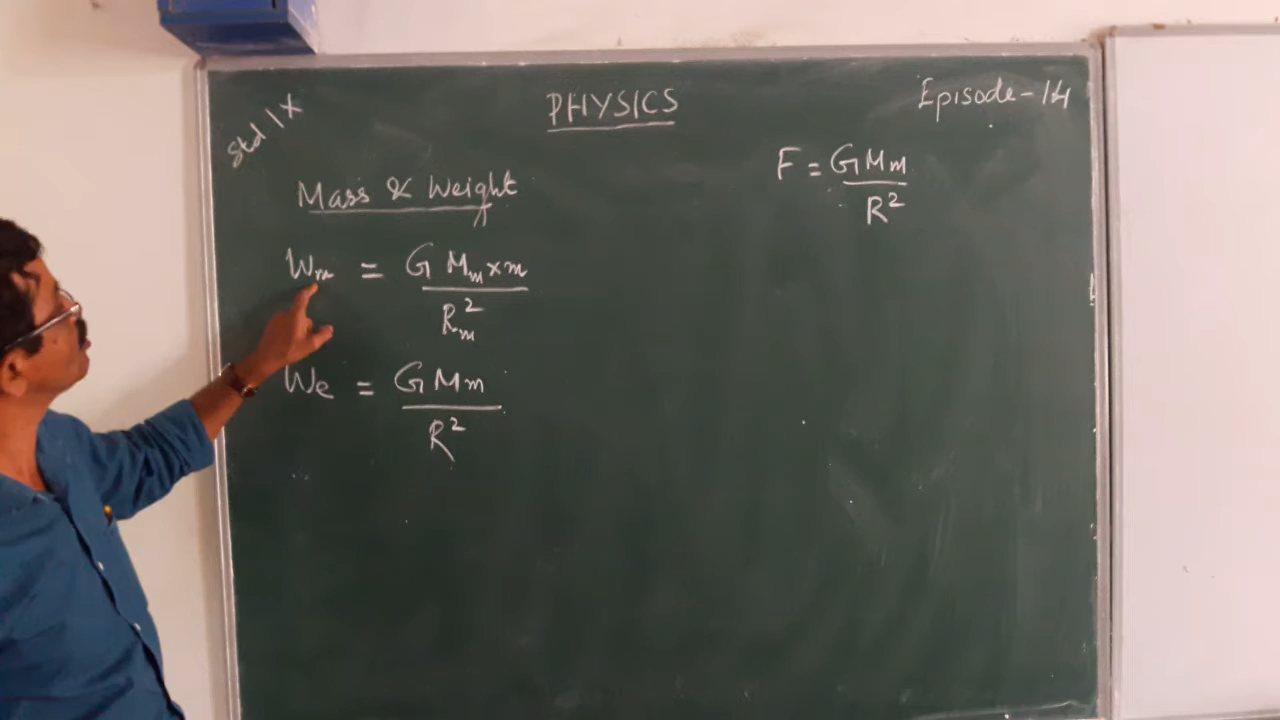 PHYSICS
Episode-14
Std IX
Mass & Weight
F = GMm / R²
Wm = G Mm × m / Rm²
We = GMm / R²